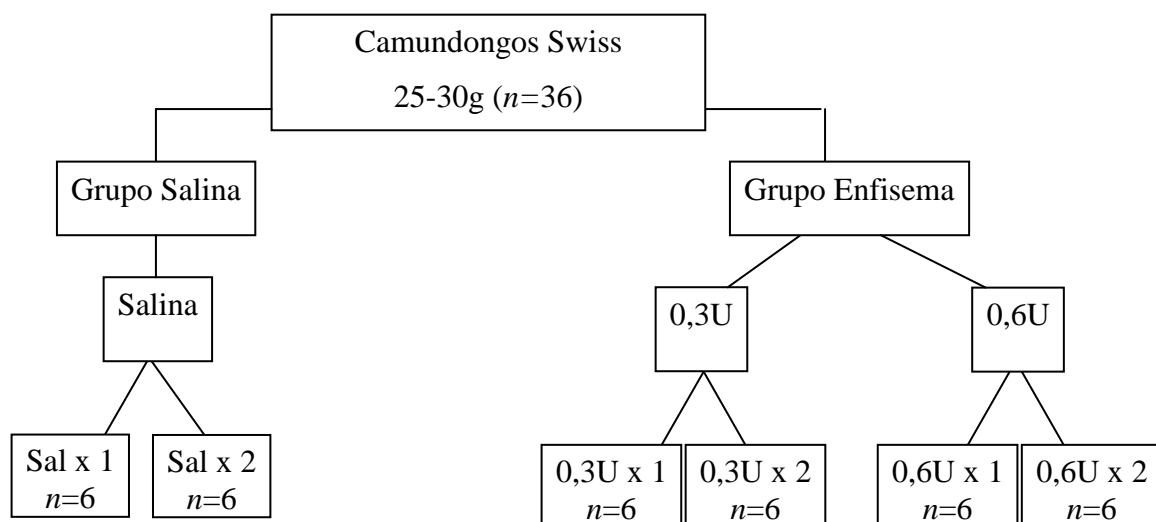 Camundongos Swiss
25-30g (n=36)
Grupo Salina
Grupo Enfisema
Salina
0,3U
0,6U
Sal x 1
n=6
Sal x 2
n=6
0,3U x 1
n=6
0,3U x 2
n=6
0,6U x 1
n=6
0,6U x 2
n=6